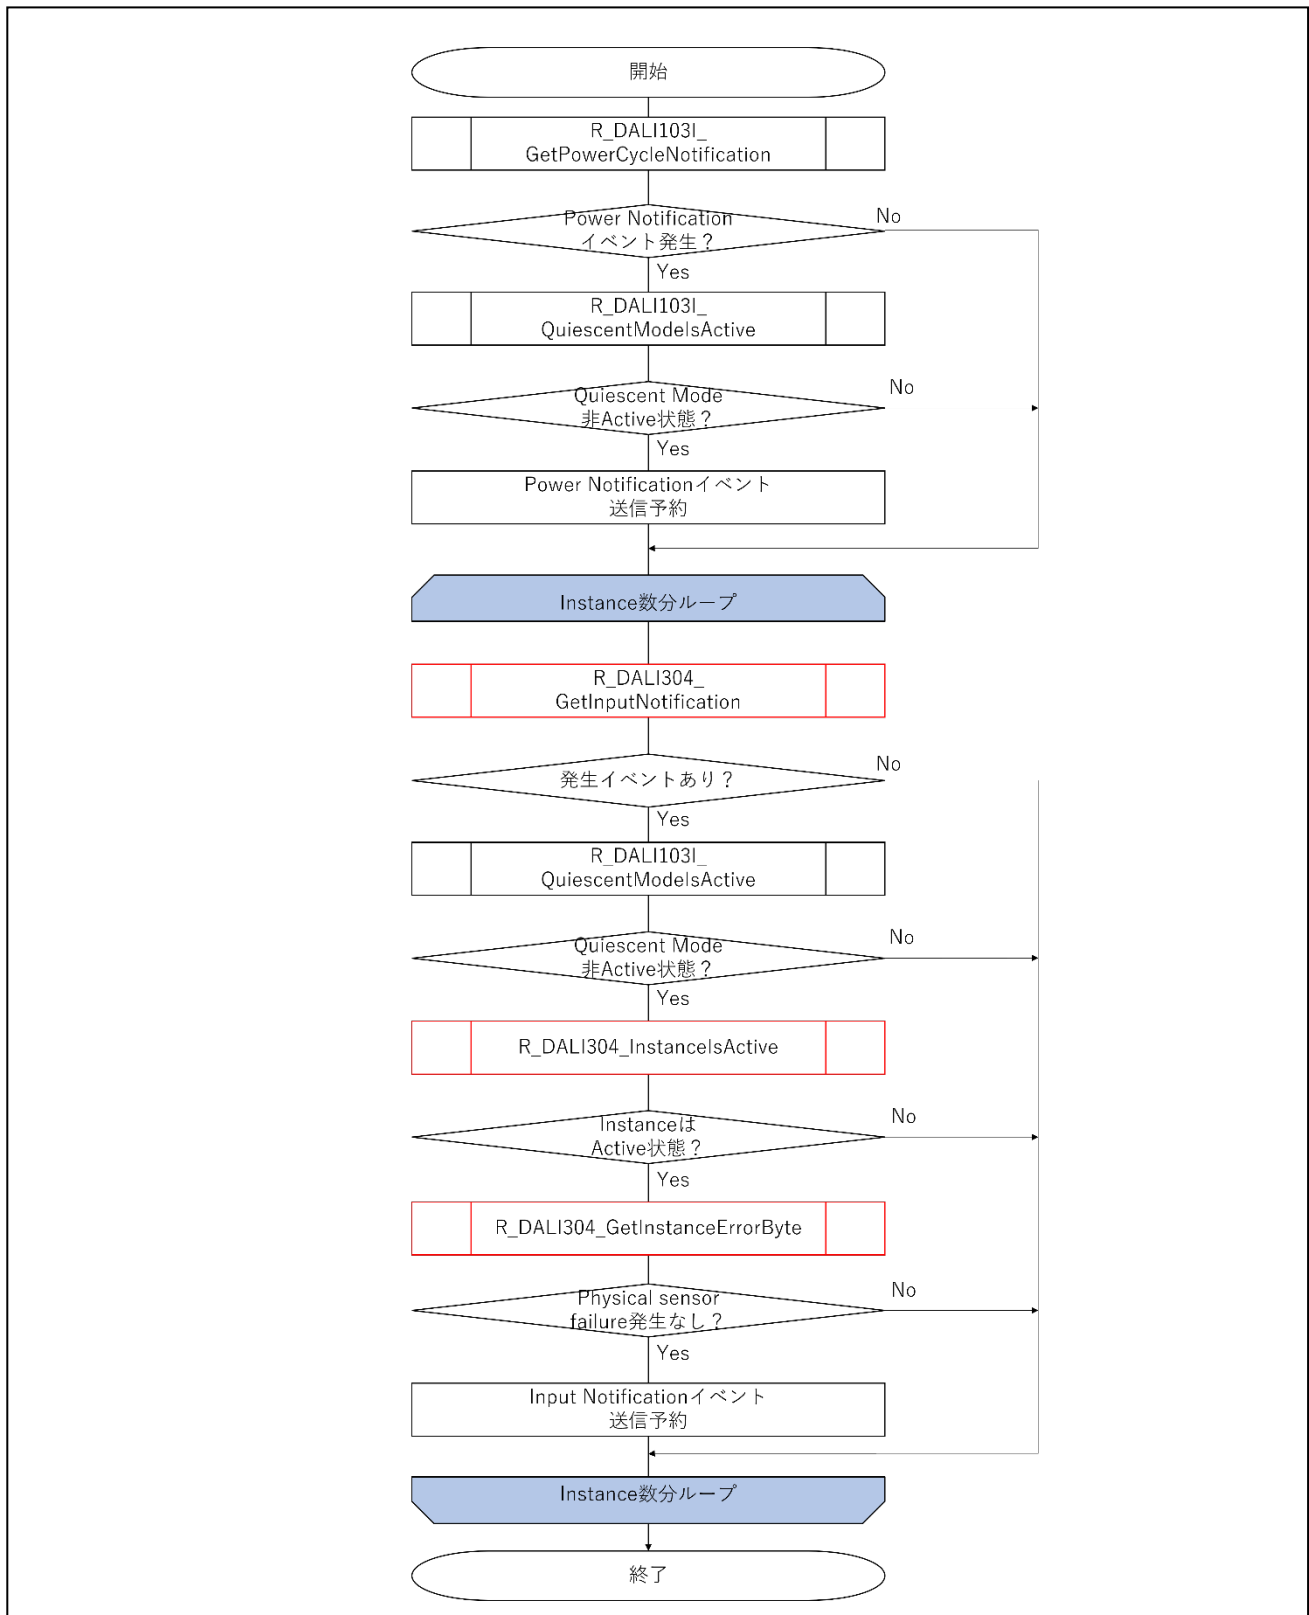 開始
R_DALI103I_
GetPowerCycleNotification
Power Notification
イベント発生？
No
Yes
R_DALI103I_
QuiescentModeIsActive
Quiescent Mode
非Active状態？
No
Yes
Power Notificationイベント
送信予約
Instance数分ループ
R_DALI304_
GetInputNotification
発生イベントあり？
No
Yes
R_DALI103I_
QuiescentModeIsActive
Quiescent Mode
非Active状態？
No
Yes
R_DALI304_InstanceIsActive
Instanceは
Active状態？
No
Yes
R_DALI304_GetInstanceErrorByte
Physical sensor
failure発生なし？
No
Yes
Input Notificationイベント
送信予約
Instance数分ループ
終了